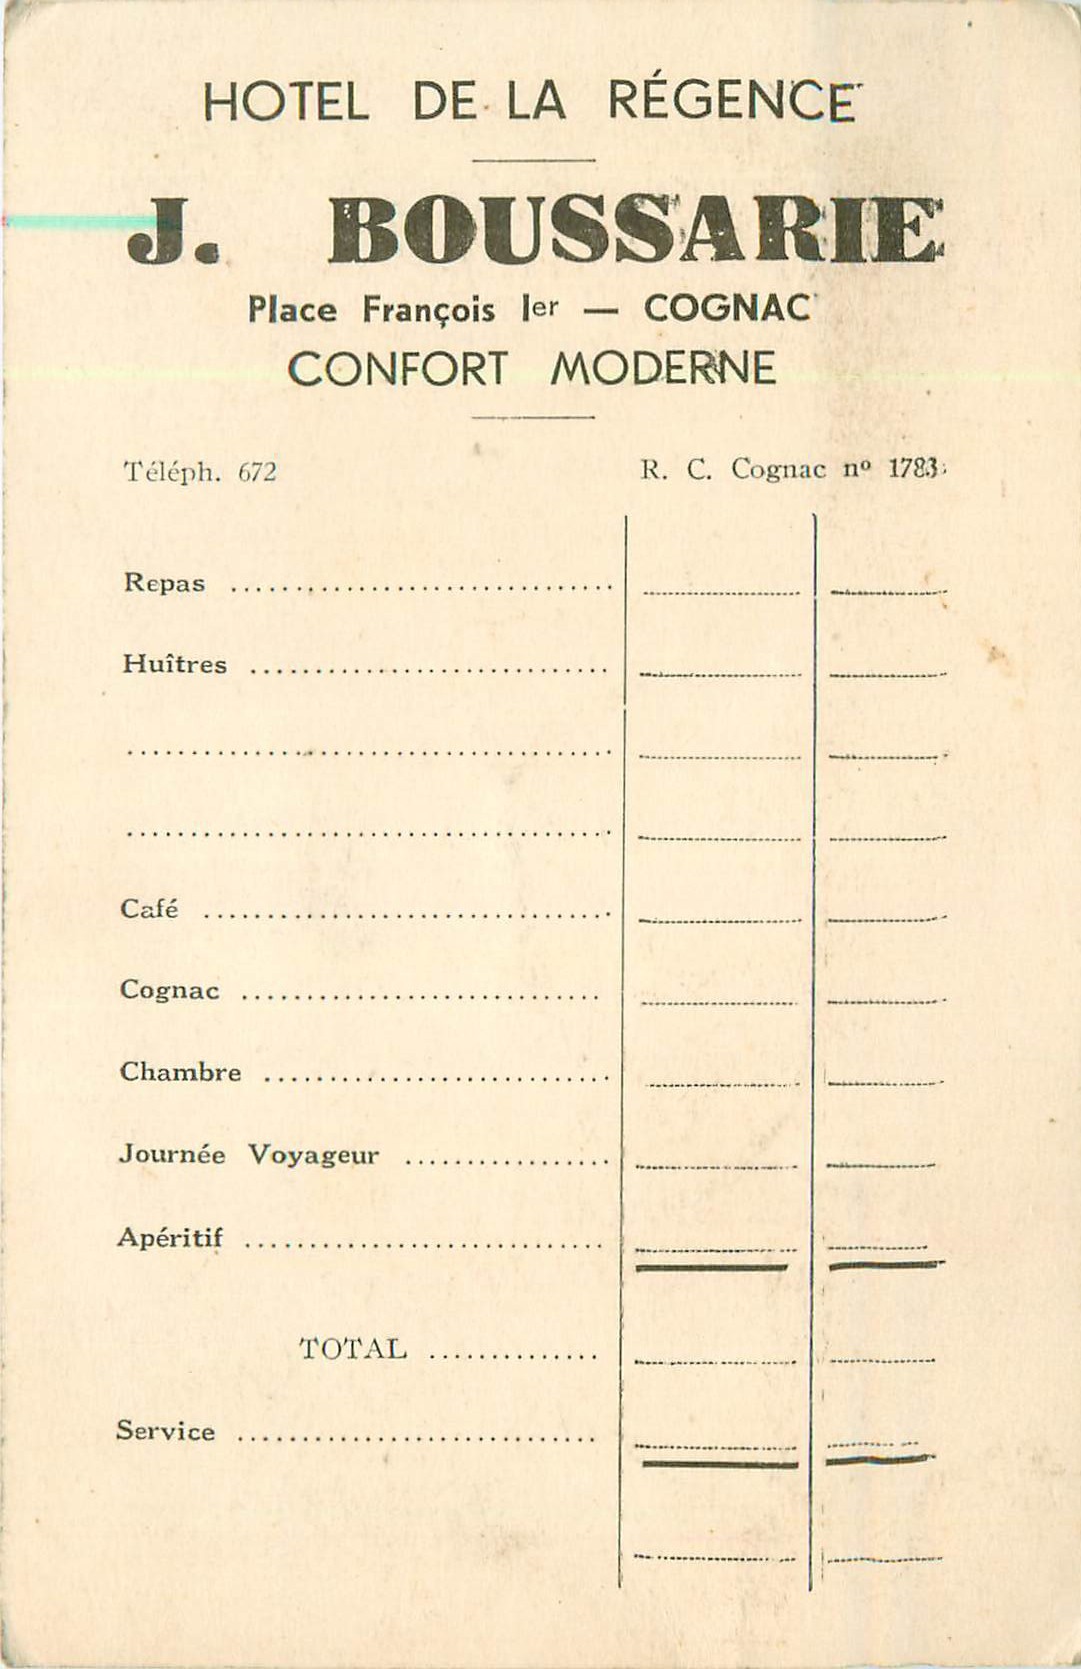 HOTEL DE LA RÉGENCE
J. BOUSSARIE
Place François Ier — COGNAC
CONFORT MODERNE
Téléph. 672 R. C. Cognac nº 1783
Repas
Huîtres
Café
Cognac
Chambre
Journée Voyageur
Apéritif
TOTAL
Service